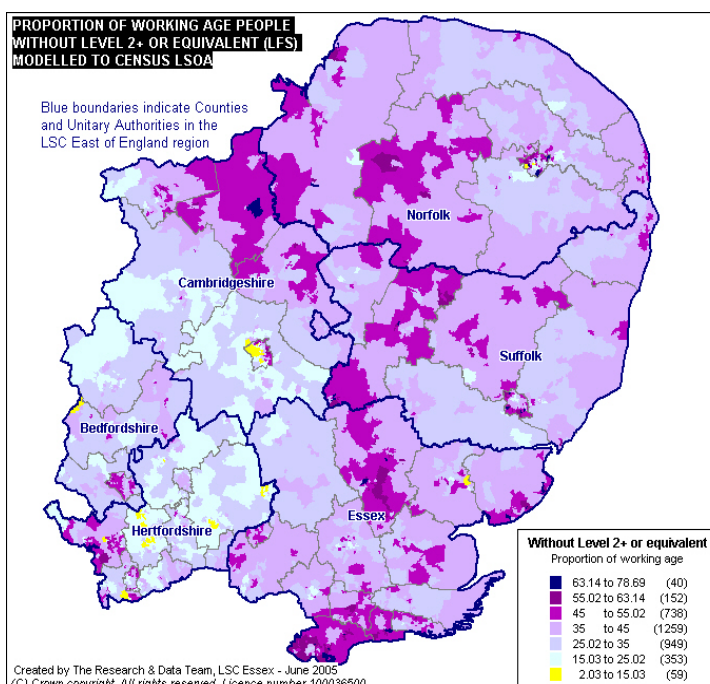 PROPORTION OF WORKING AGE PEOPLE
WITHOUT LEVEL 2+ OR EQUIVALENT (LFS)
MODELLED TO CENSUS LSOA
Blue boundaries indicate Counties
and Unitary Authorities in the
LSC East of England region
Norfolk
Cambridgeshire
Suffolk
Bedfordshire
Essex
Hertfordshire
Without Level 2+ or equivalent
Proportion of working age
63.14 to 78.69 (40)
55.02 to 63.14 (152)
45 to 55.02 (738)
35 to 45 (1259)
25.02 to 35 (949)
15.03 to 25.02 (353)
2.03 to 15.03 (59)
Created by The Research & Data Team, LSC Essex - June 2005
(C) Crown copyright. All rights reserved. Licence number 100036500